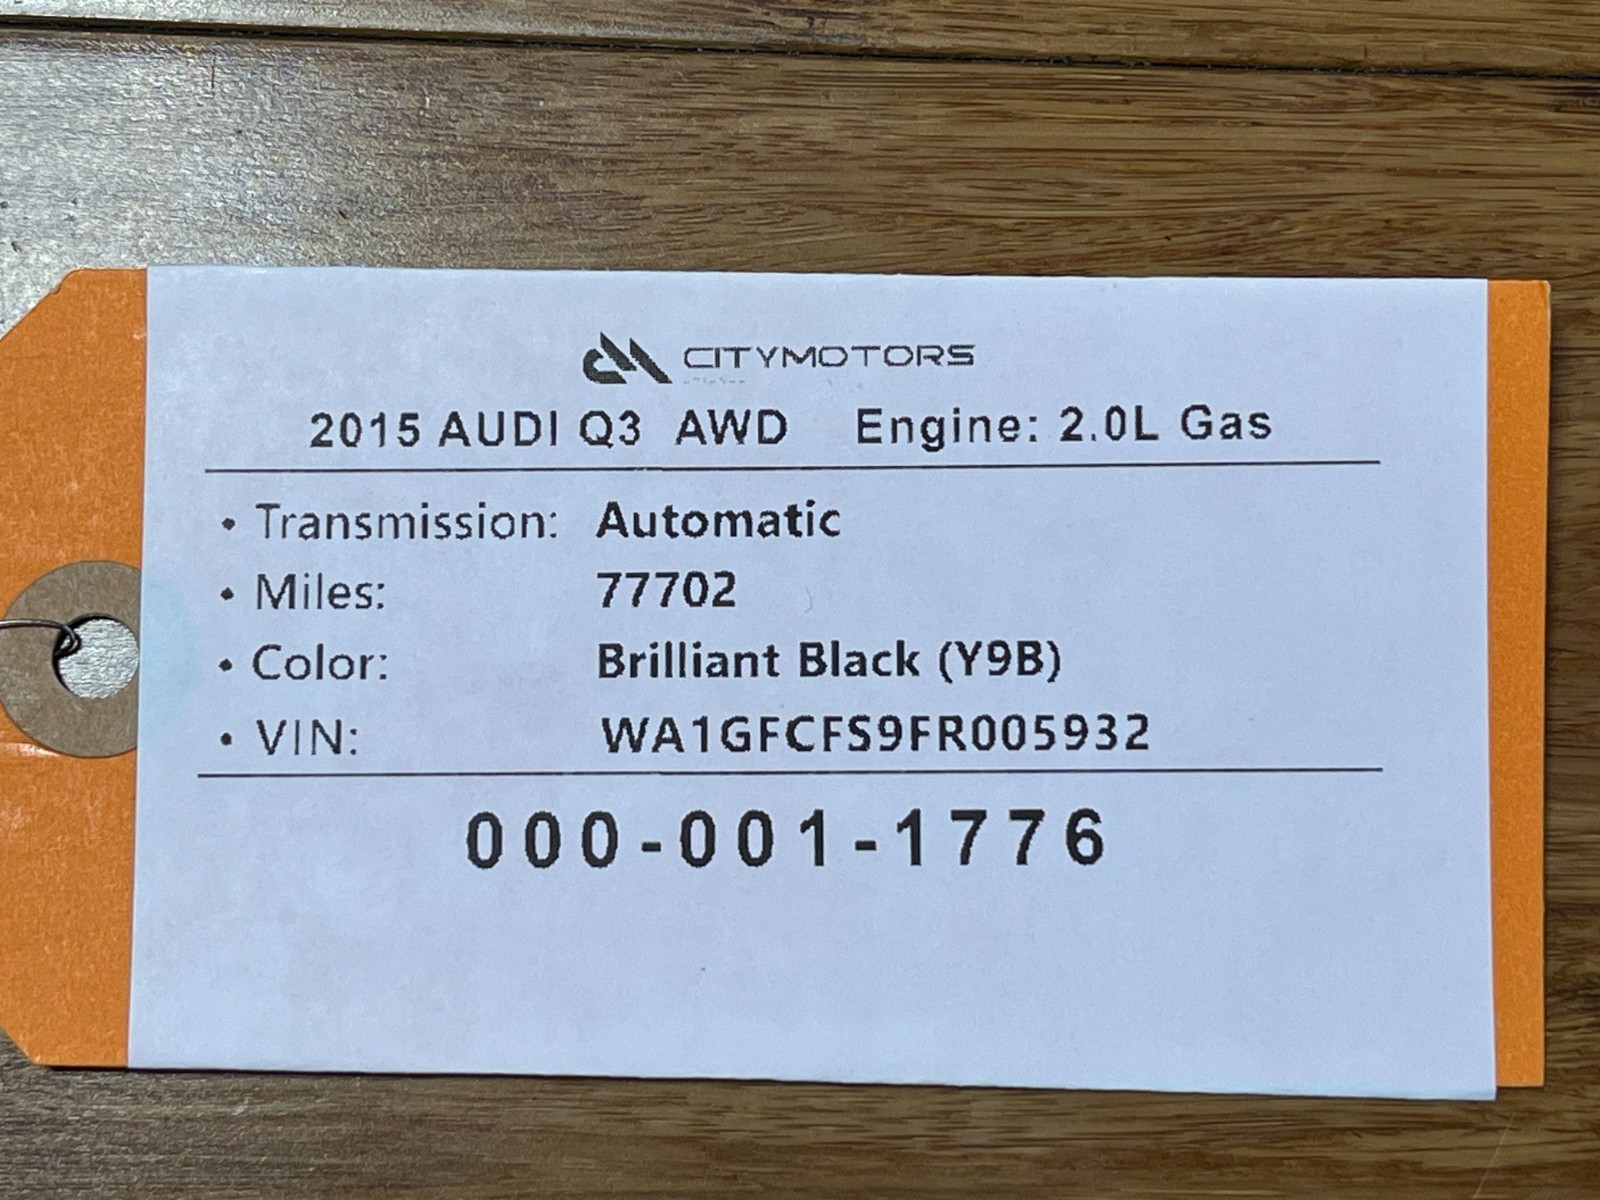 CITYMOTORS
2015 AUDI Q3 AWD Engine: 2.0L Gas
• Transmission: Automatic
• Miles: 77702
• Color: Brilliant Black (Y9B)
• VIN: WA1GFCFS9FR005932
000-001-1776